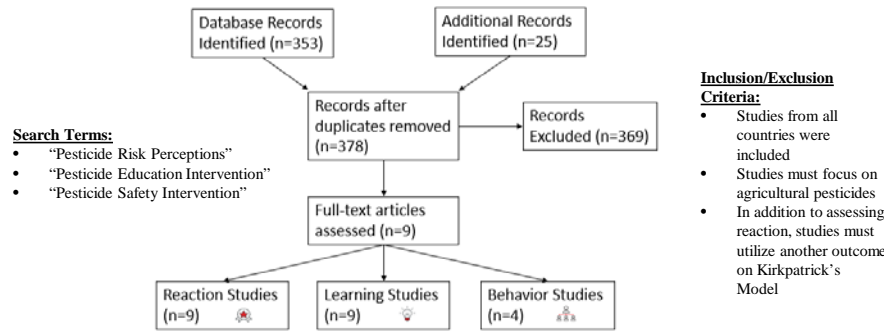 Database Records
Identified (n=353)
Additional Records
Identified (n=25)
Records after
duplicates removed
(n=378)
Records
Excluded (n=369)
Search Terms:
• “Pesticide Risk Perceptions”
• “Pesticide Education Intervention”
• “Pesticide Safety Intervention”
Inclusion/Exclusion
Criteria:
• Studies from all
countries were
included
• Studies must focus on
agricultural pesticides
• In addition to assessing
reaction, studies must
utilize another outcome
on Kirkpatrick’s
Model
Full-text articles
assessed (n=9)
Reaction Studies
(n=9)
Learning Studies
(n=9)
Behavior Studies
(n=4)